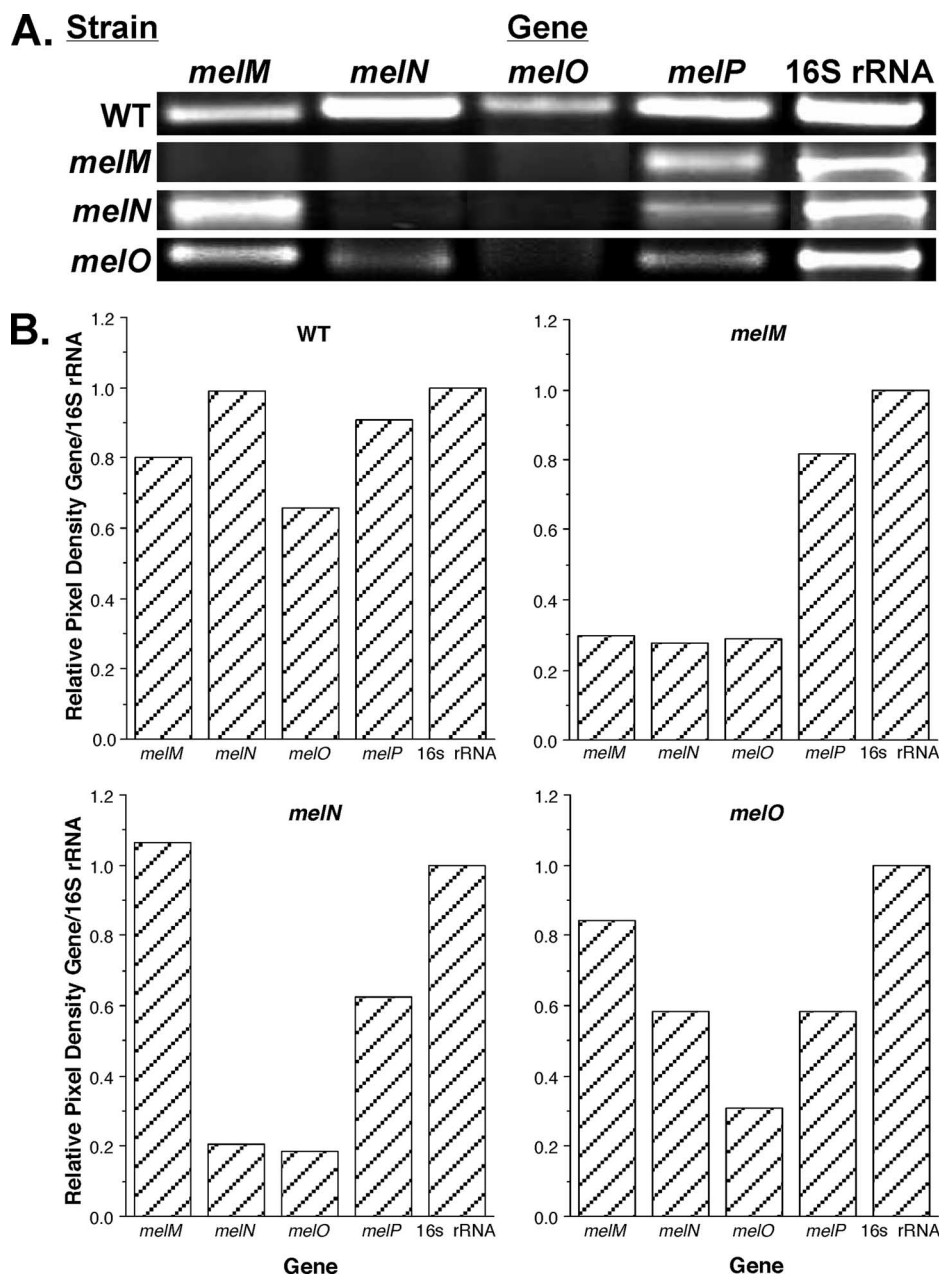 A. Strain Gene
melM melN melO melP 16S rRNA
WT
melM
melN
melO
B.
WT
Relative Pixel Density Gene/16S rRNA
1.2
1.0
0.8
0.6
0.4
0.2
0.0
melM melN melO melP 16s rRNA
melM
1.2
1.0
0.8
0.6
0.4
0.2
0.0
melM melN melO melP 16s rRNA
melN
Relative Pixel Density Gene/16S rRNA
1.2
1.0
0.8
0.6
0.4
0.2
0.0
melM melN melO melP 16s rRNA
Gene
melO
1.2
1.0
0.8
0.6
0.4
0.2
0.0
melM melN melO melP 16s rRNA
Gene